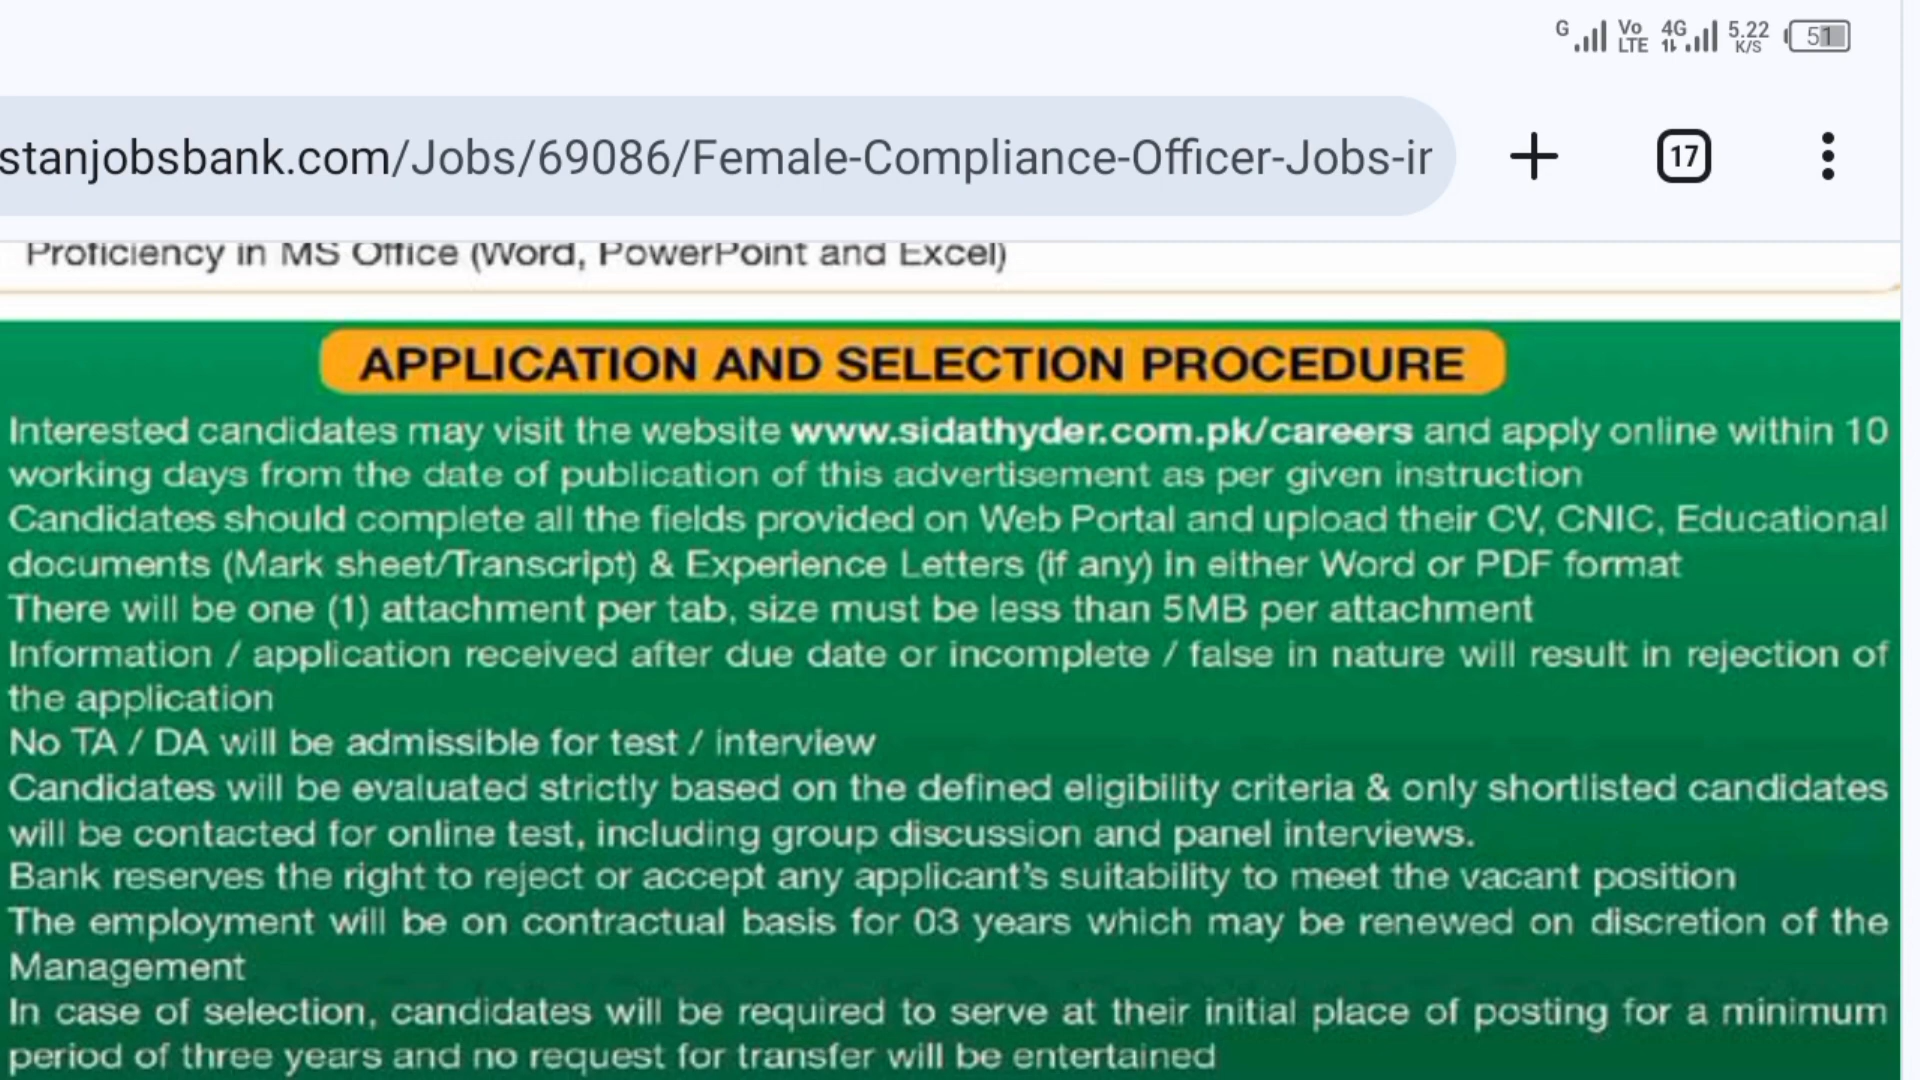 G Vo LTE 4G 5.22 K/S 51
stanjobsbank.com/Jobs/69086/Female-Compliance-Officer-Jobs-ir
17
Proficiency in MS Office (Word, PowerPoint and Excel)
APPLICATION AND SELECTION PROCEDURE
Interested candidates may visit the website www.sidathyder.com.pk/careers and apply online within 10
working days from the date of publication of this advertisement as per given instruction
Candidates should complete all the fields provided on Web Portal and upload their CV, CNIC, Educational
documents (Mark sheet/Transcript) & Experience Letters (if any) in either Word or PDF format
There will be one (1) attachment per tab, size must be less than 5MB per attachment
Information / application received after due date or incomplete / false in nature will result in rejection of
the application
No TA / DA will be admissible for test / interview
Candidates will be evaluated strictly based on the defined eligibility criteria & only shortlisted candidates
will be contacted for online test, including group discussion and panel interviews.
Bank reserves the right to reject or accept any applicant's suitability to meet the vacant position
The employment will be on contractual basis for 03 years which may be renewed on discretion of the
Management
In case of selection, candidates will be required to serve at their initial place of posting for a minimum
period of three years and no request for transfer will be entertained